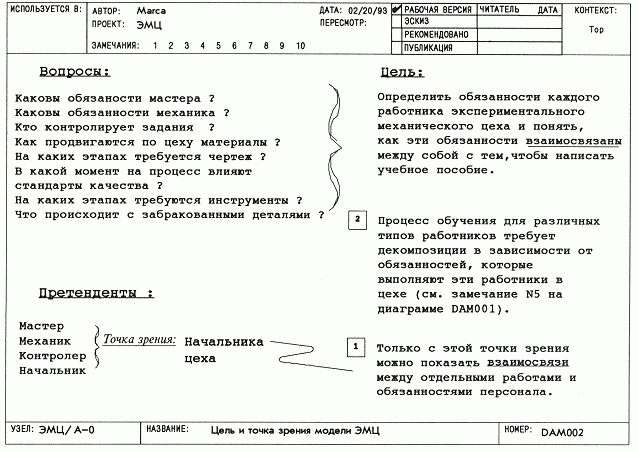 ИСПОЛЬЗУЕТСЯ В:
АВТОР: Marca
ПРОЕКТ: ЭМЦ
ЗАМЕЧАНИЯ: 1 2 3 4 5 6 7 8 9 10
ДАТА: 02/20/93
ПЕРЕСМОТР:
РАБОЧАЯ ВЕРСИЯ
ЭСКИЗ
РЕКОМЕНДОВАНО
ПУБЛИКАЦИЯ
ЧИТАТЕЛЬ ДАТА
КОНТЕКСТ:
Top
Вопросы:
Каковы обязаности мастера ?
Каковы обязанности механика ?
Кто контролирует задания ?
Как продвигаются по цеху материалы ?
На каких этапах требуется чертеж ?
В какой момент на процесс влияют
стандарты качества ?
На каких этапах требуются инструменты ?
Что происходит с забракованными деталями ?
Цель:
Определить обязанности каждого
работника экспериментального
механического цеха и понять,
как эти обязанности взаимосвязаны
между собой с тем,чтобы написать
учебное пособие.
2
Процесс обучения для различных
типов работников требует
декомпозиции в зависимости от
обязанностей, которые
выполняют эти работники в
цехе (см. замечание N5 на
диаграмме DAM001).
Претенденты :
Мастер
Механик
Контролер
Начальник
Точка зрения:
Начальника
цеха
1
Только с этой точки зрения
можно показать взаимосвязи
между отдельными работами и
обязанностями персонала.
УЗЕЛ: ЭМЦ/А-0
НАЗВАНИЕ: Цель и точка зрения модели ЭМЦ
НОМЕР: DAM002